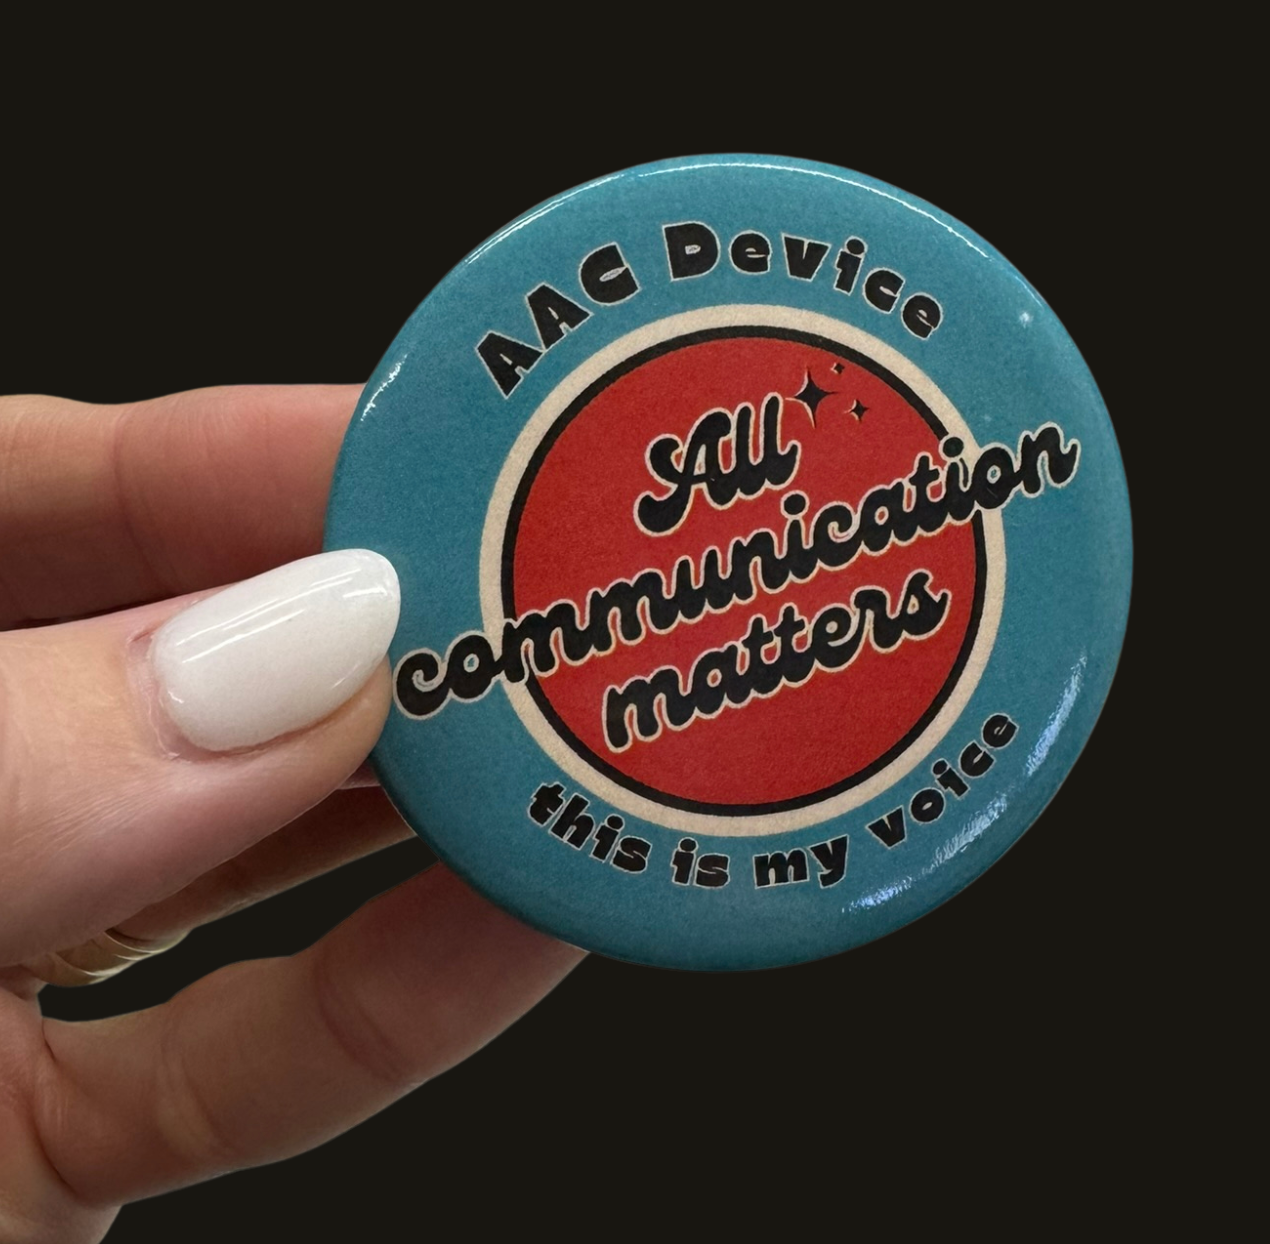 AAC Device
All
communication
matters
this is my voice